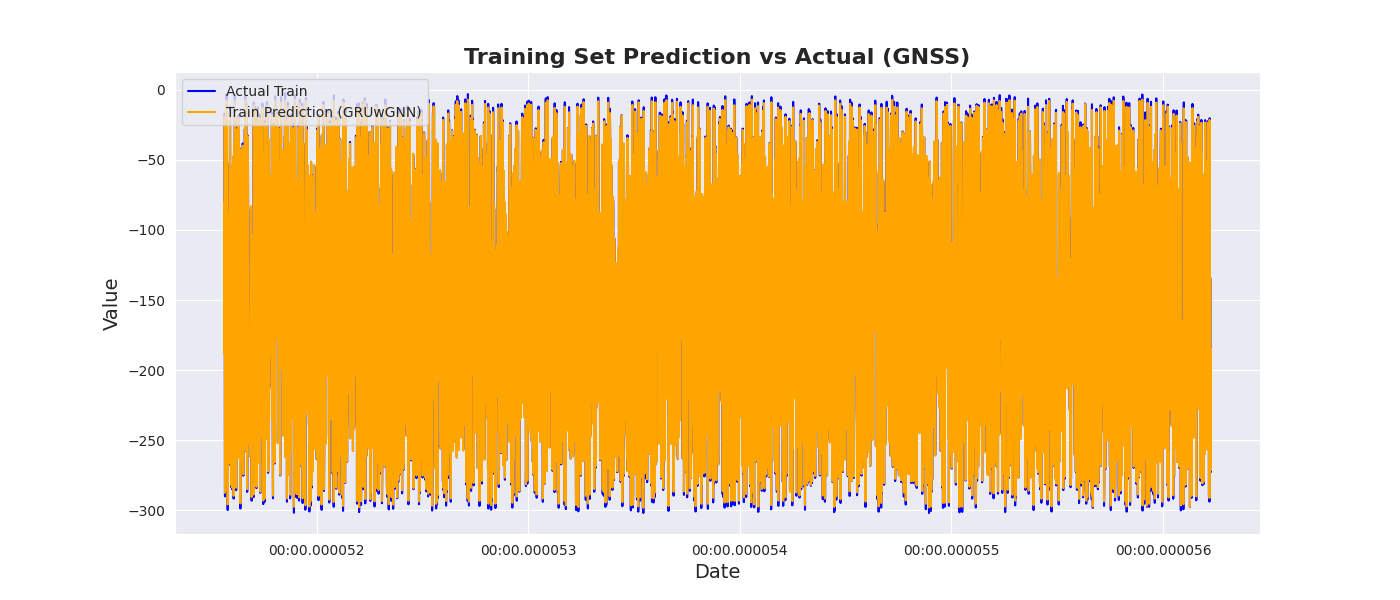 Training Set Prediction vs Actual (GNSS)
Actual Train
Train Prediction (GRUwGNN)
0
−50
−100
−150
−200
−250
−300
Value
00:00.000052
00:00.000053
00:00.000054
00:00.000055
00:00.000056
Date